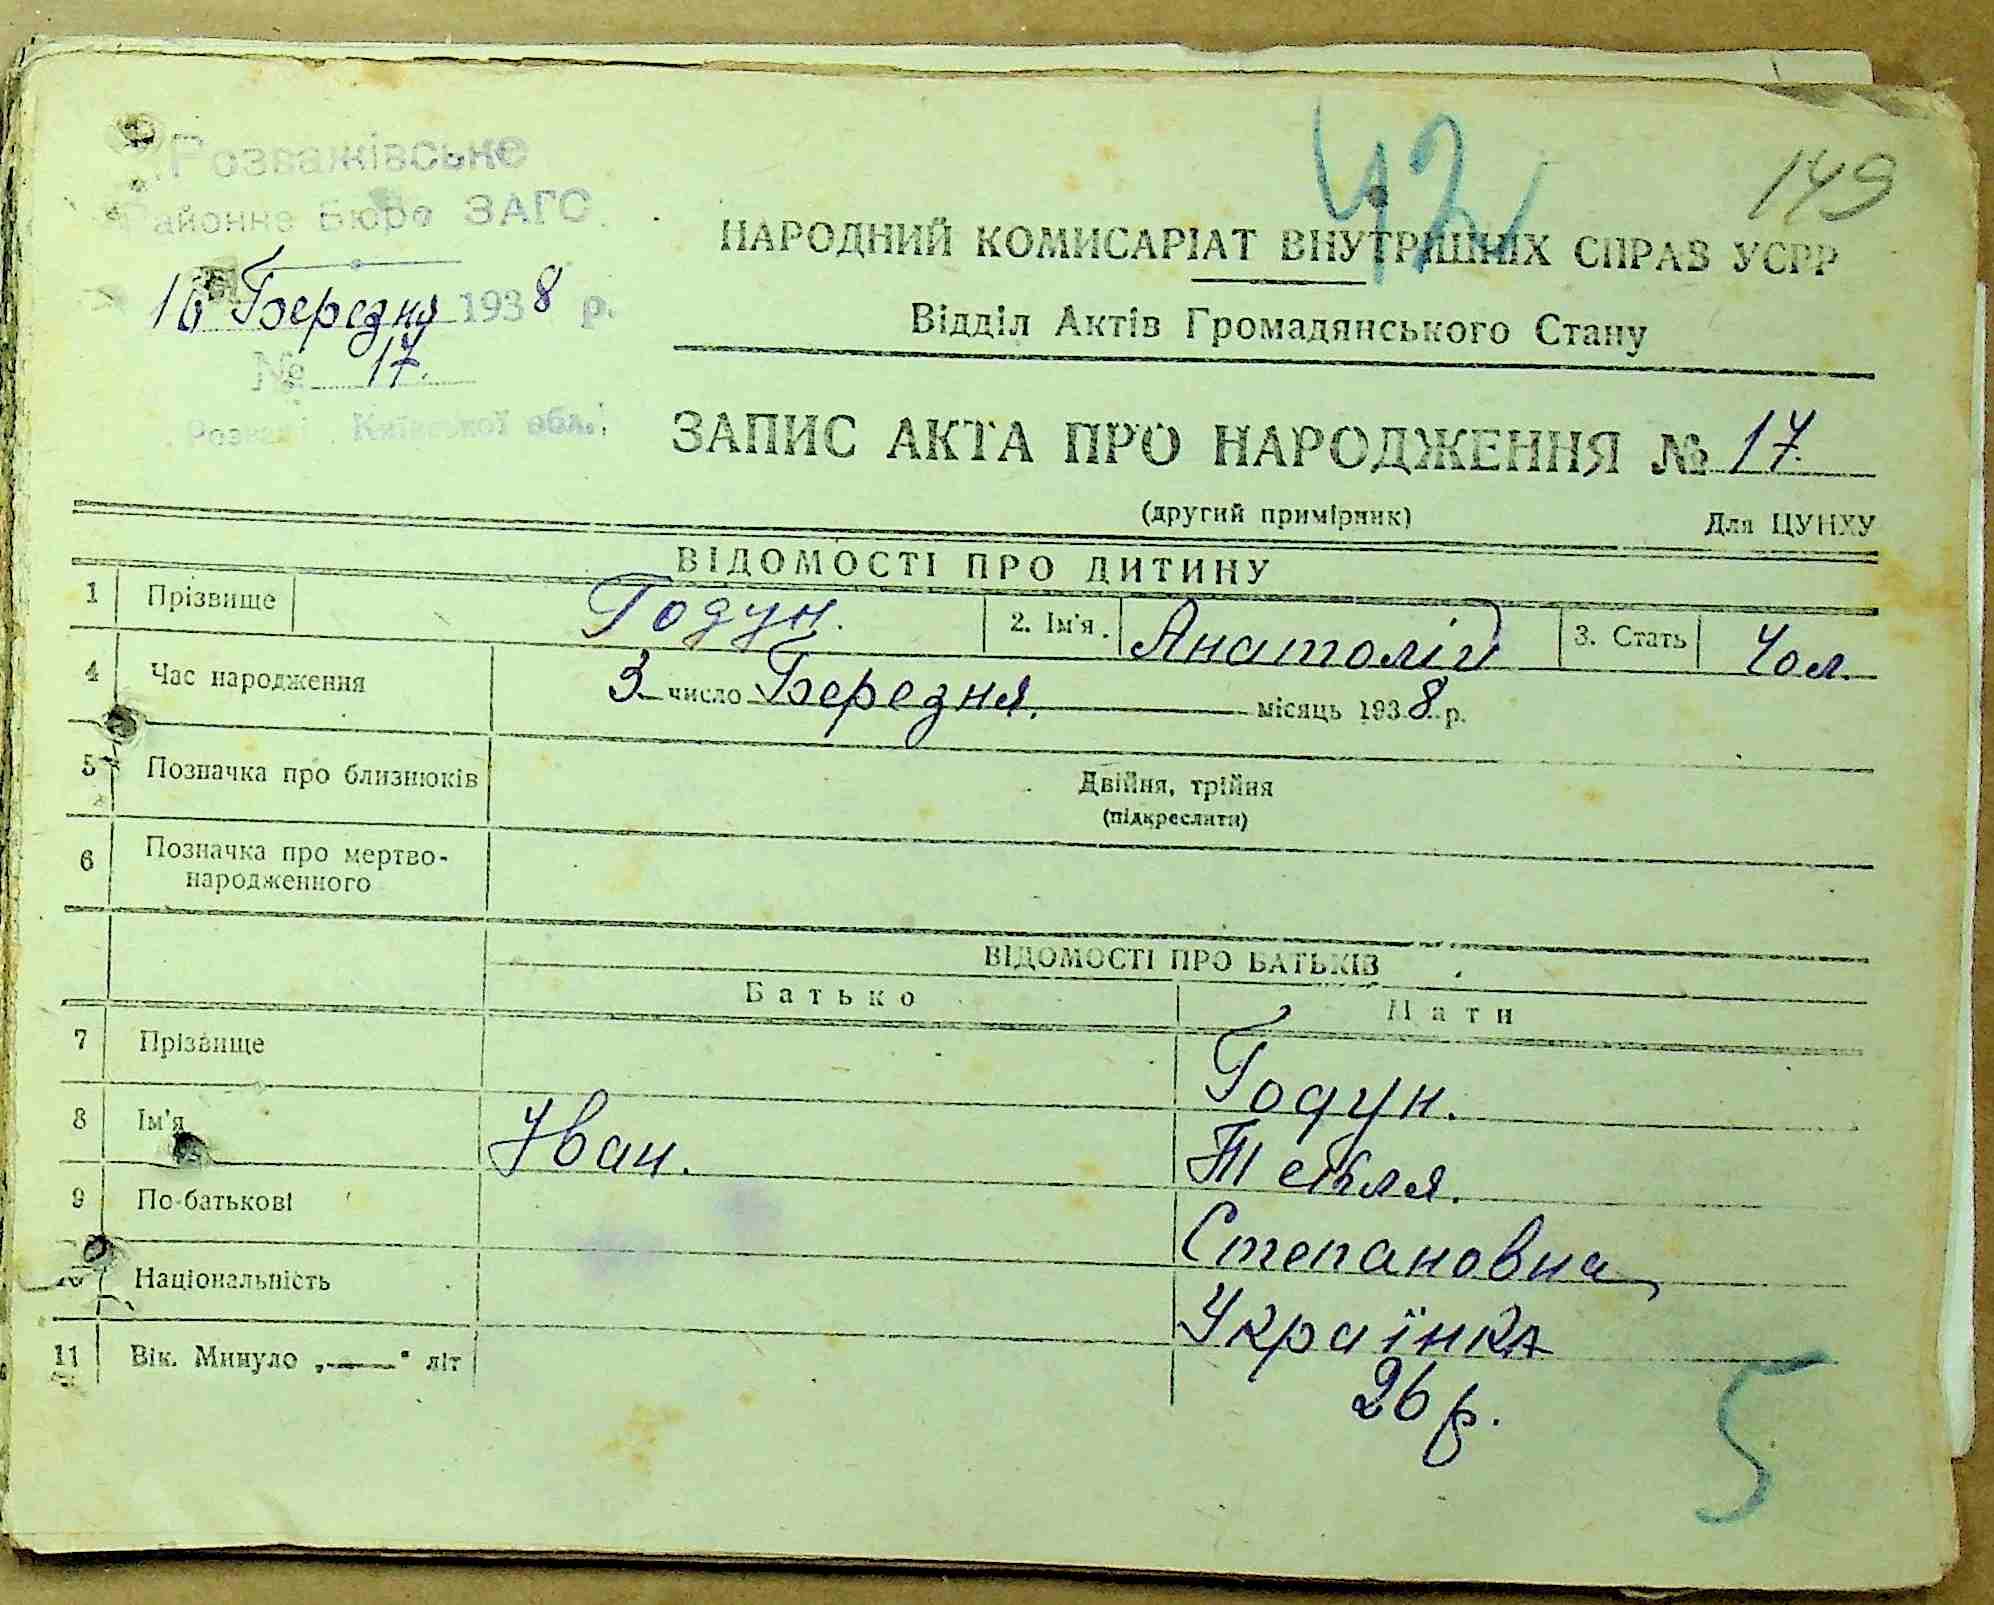 149
42
Розважівське
Районне Бюро ЗАГС
16 Березня 1938 р.
№ 17.
Київської обл.
НАРОДНИЙ КОМИСАРІАТ ВНУТРІШНІХ СПРАВ УСРР
Відділ Актів Громадянського Стану
ЗАПИС АКТА ПРО НАРОДЖЕННЯ № 17.
(другий примірник) Для ЦУНХУ
ВІДОМОСТІ ПРО ДИТИНУ
1 Прізвище Годун. 2. Ім'я. Анатолій 3. Стать Чол.
4 Час народження 3 число Березня. місяць 1938 р.
5 Позначка про близнюків Двійня, трійня
(підкреслити)
6 Позначка про мертво-
народженного
ВІДОМОСТІ ПРО БАТЬКІВ
Батько Мати
7 Прізвище Годун.
8 Ім'я Іван. Текля.
9 По-батькові Степановна
10 Національність Українка
11 Вік. Минуло „——" літ 26 р.
5